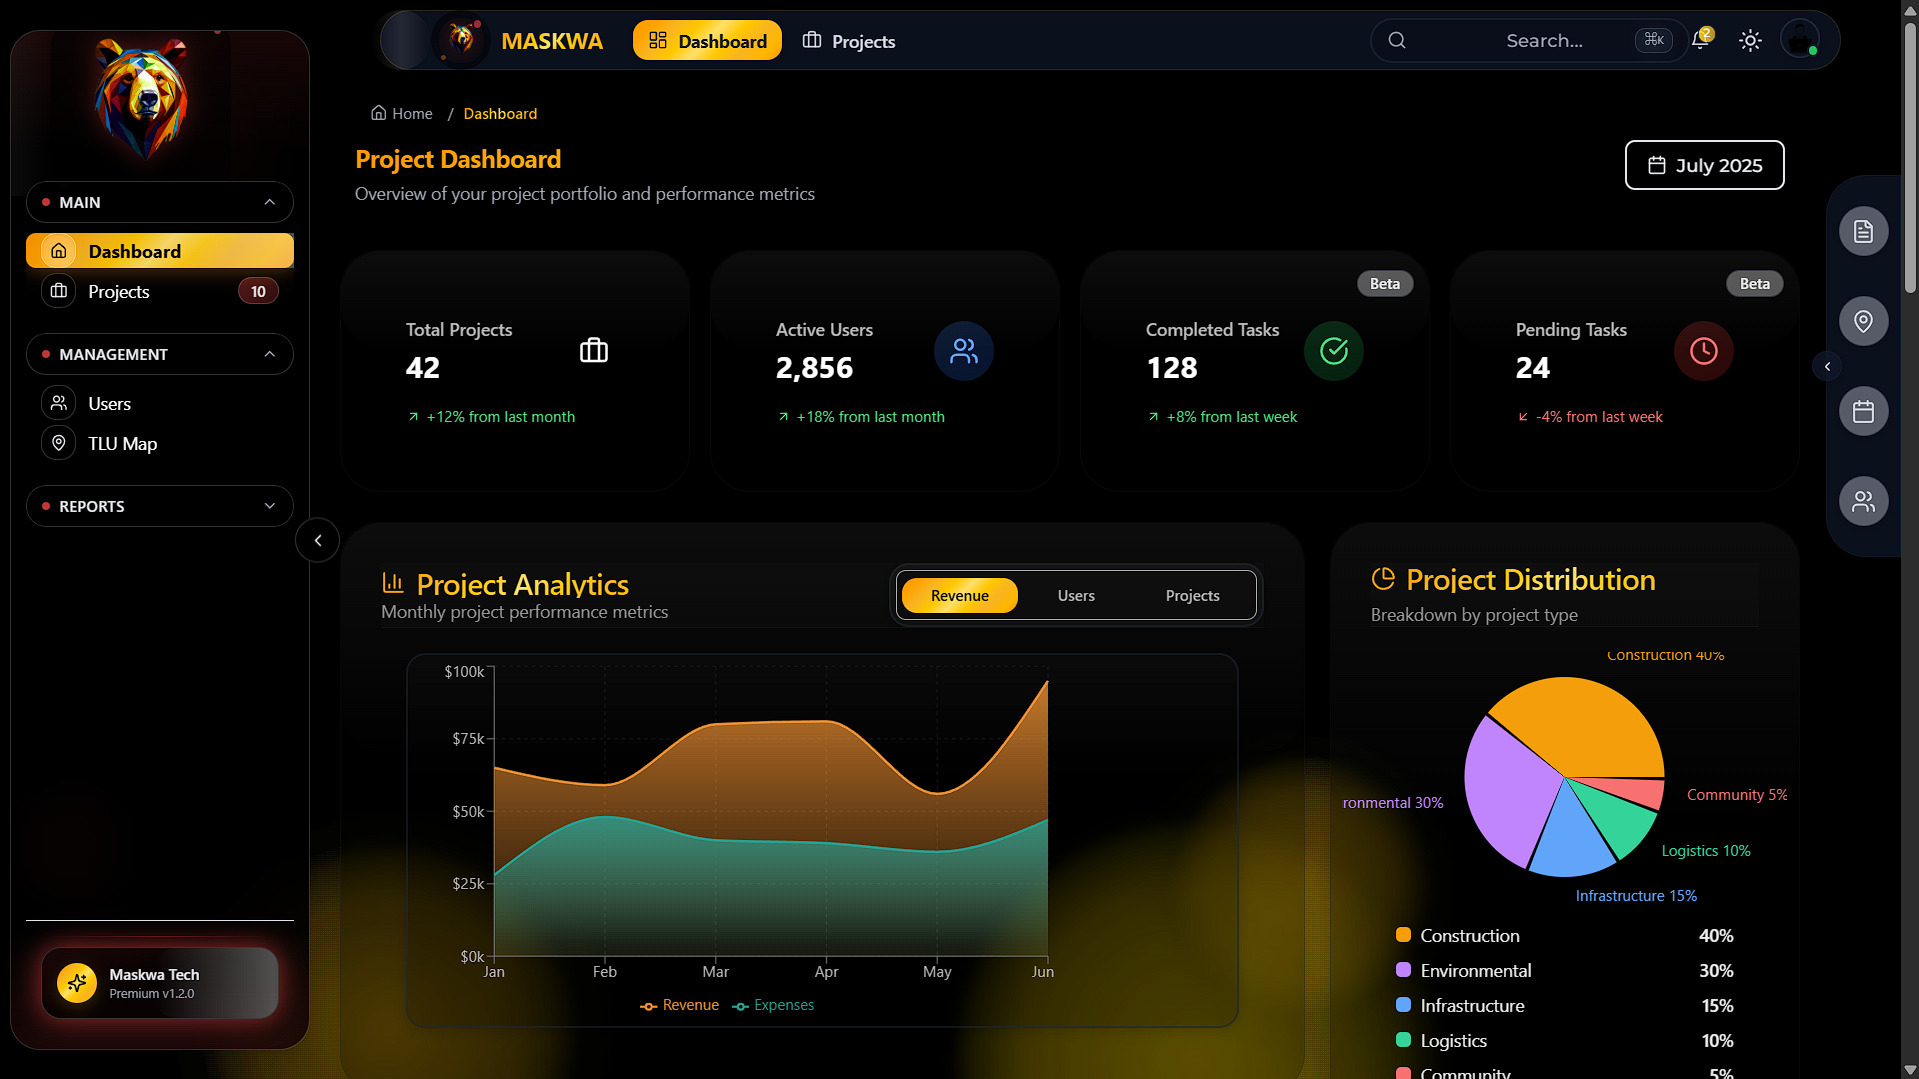 MASKWA
Dashboard
Projects
Search...
⌘K
2
MAIN
Dashboard
Projects
10
MANAGEMENT
Users
TLU Map
REPORTS
Maskwa Tech
Premium v1.2.0
Home / Dashboard
Project Dashboard
Overview of your project portfolio and performance metrics
July 2025
Total Projects
42
+12% from last month
Active Users
2,856
+18% from last month
Beta
Completed Tasks
128
+8% from last week
Beta
Pending Tasks
24
-4% from last week
Project Analytics
Monthly project performance metrics
Revenue
Users
Projects
$100k
$75k
$50k
$25k
$0k
Jan
Feb
Mar
Apr
May
Jun
Revenue
Expenses
Project Distribution
Breakdown by project type
Construction 40%
ronmental 30%
Community 5%
Logistics 10%
Infrastructure 15%
Construction 40%
Environmental 30%
Infrastructure 15%
Logistics 10%
Community 5%